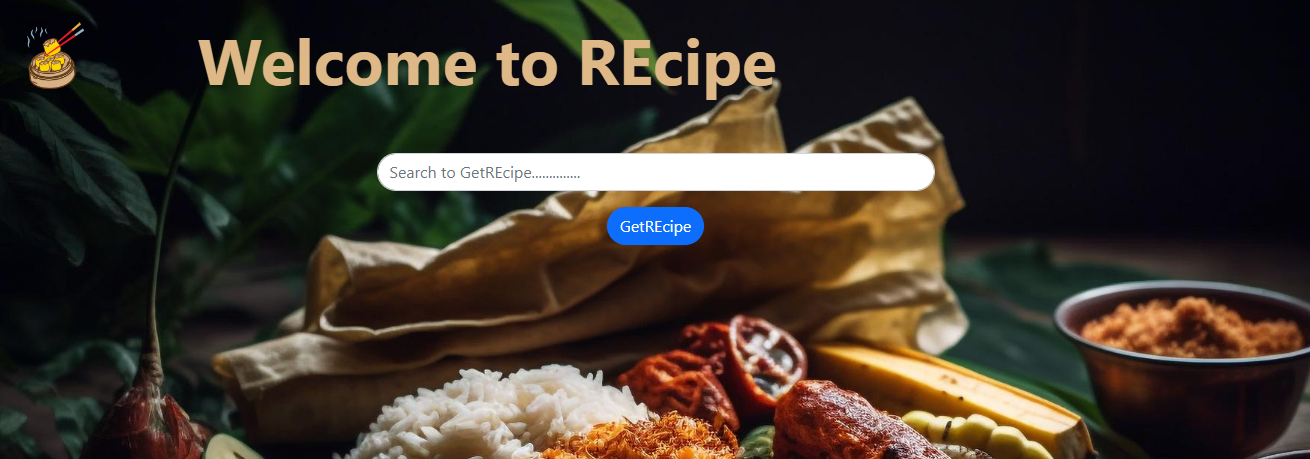 Welcome to REcipe
Search to GetREcipe..............
GetREcipe